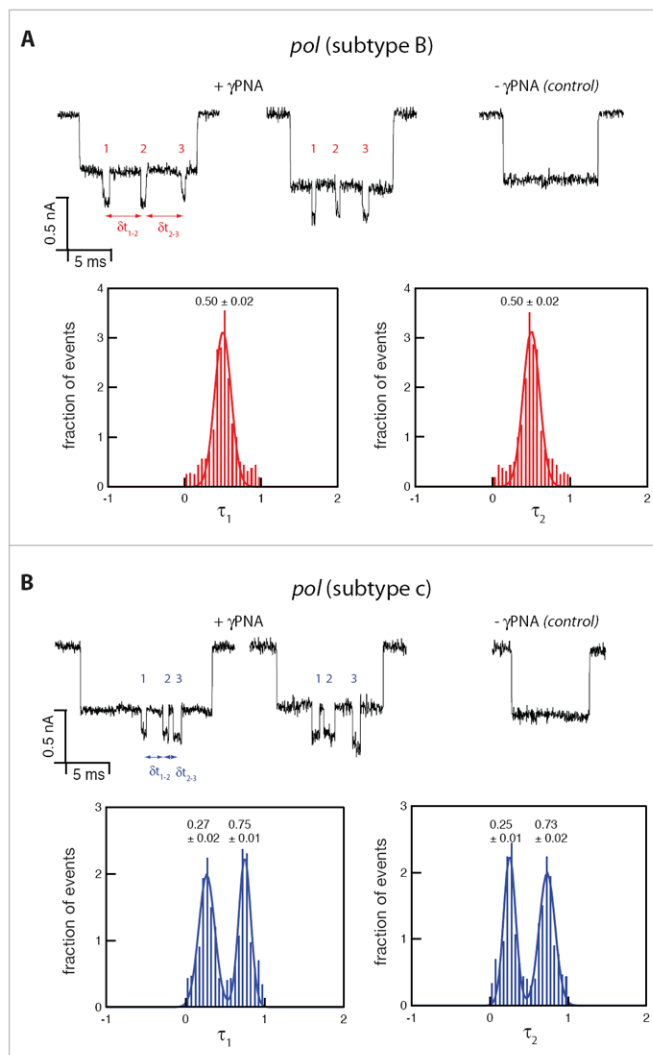 A
pol (subtype B)
+ γPNA
- γPNA (control)
1 2 3
1 2 3
δt1-2 δt2-3
0.5 nA
5 ms
4
3
2
1
0
-1 0 1 2
fraction of events
τ1
0.50 ± 0.02
4
3
2
1
0
-1 0 1 2
fraction of events
τ2
0.50 ± 0.02
B
pol (subtype c)
+ γPNA
- γPNA (control)
1 2 3
1 2 3
δt1-2 δt2-3
0.5 nA
5 ms
3
2
1
0
-1 0 1 2
fraction of events
τ1
0.27
± 0.02
0.75
± 0.01
3
2
1
0
-1 0 1 2
fraction of events
τ2
0.25
± 0.01
0.73
± 0.02